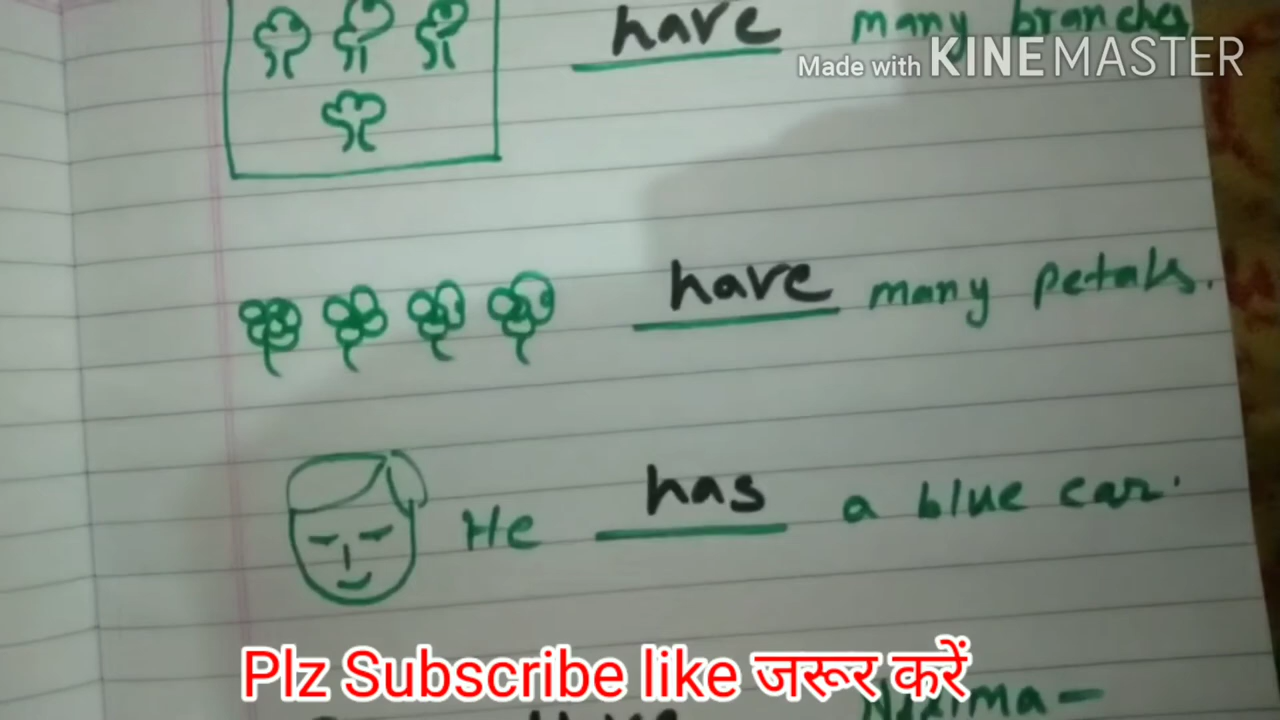 have many branches
Made with KINEMASTER
have many petals.
He has a blue car.
Plz Subscribe like जरूर करें